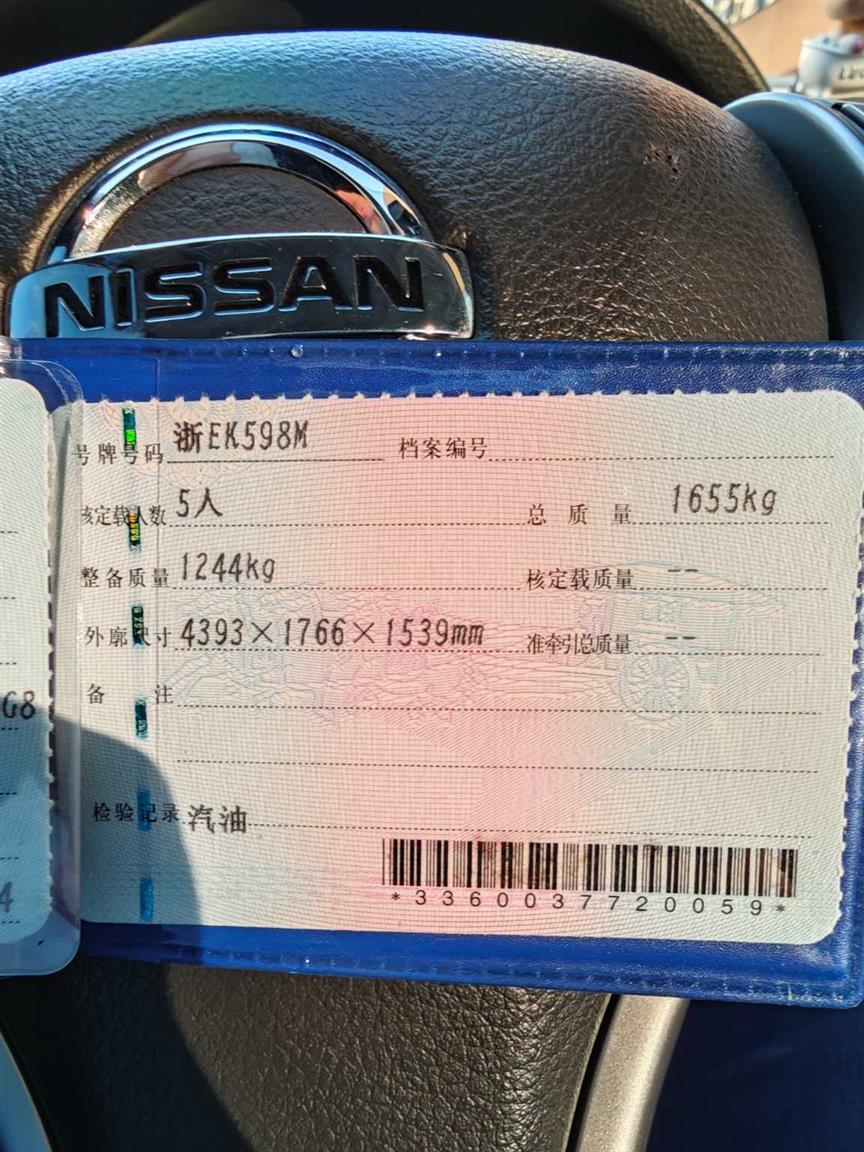 NISSAN
号牌号码 浙EK598M 档案编号
核定载人数 5人 总质量 1655kg
整备质量 1244kg 核定载质量 --
外廓尺寸 4393×1766×1539mm 准牵引总质量 --
G8
备注
检验记录 汽油
4
*3360037720059*